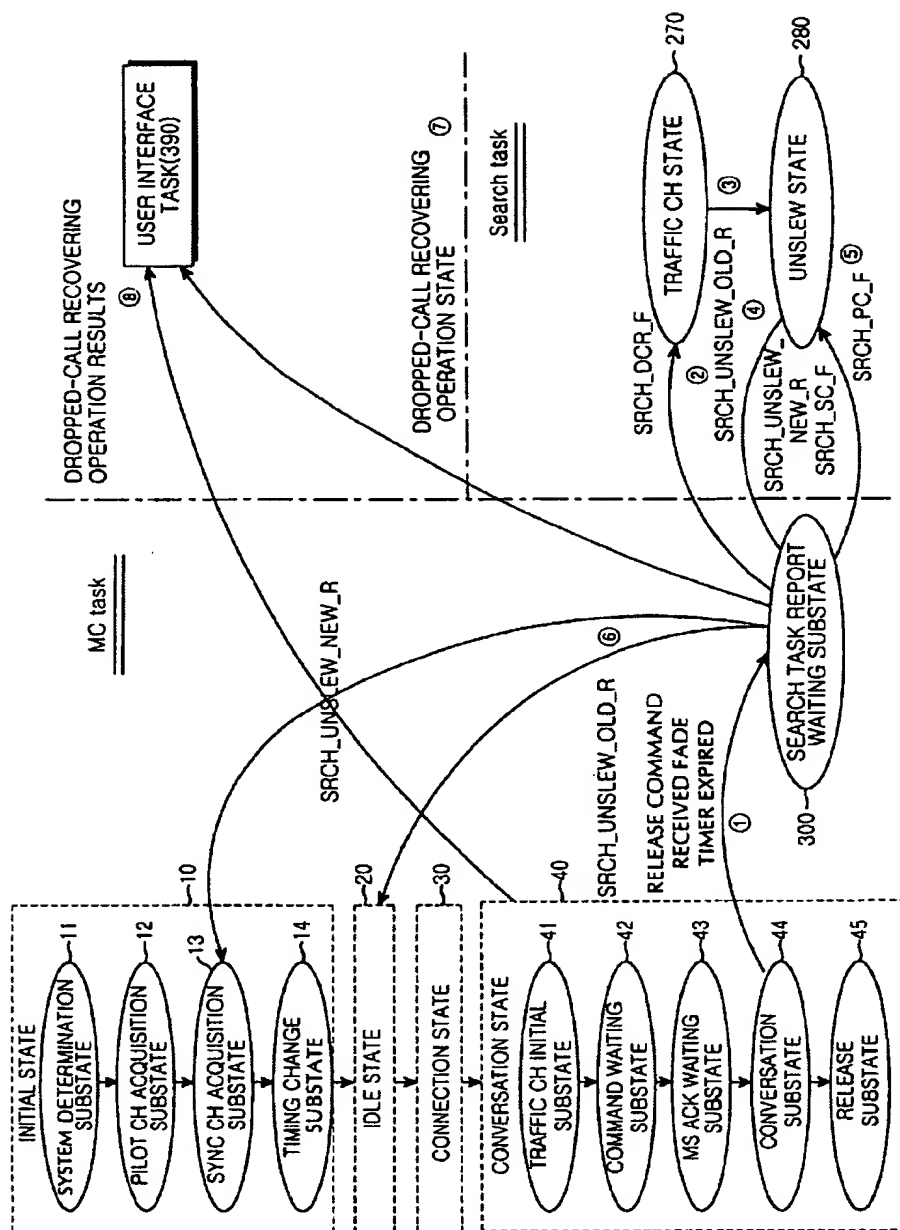 MC task
INITIAL STATE
10
SYSTEM DETERMINATION
SUBSTATE
11
PILOT CH ACQUISITION
SUBSTATE
12
SYNC CH ACQUISITION
SUBSTATE
13
TIMING CHANGE
SUBSTATE
14
IDLE STATE
20
CONNECTION STATE
30
CONVERSATION STATE
40
TRAFFIC CH INITIAL
SUBSTATE
41
COMMAND WAITING
SUBSTATE
42
MS ACK WAITING
SUBSTATE
43
CONVERSATION
SUBSTATE
44
RELEASE
SUBSTATE
45
SRCH_UNSLEW_NEW_R
SRCH_UNSLEW_OLD_R
⑥
RELEASE COMMAND
RECEIVED FADE
TIMER EXPIRED
①
SEARCH TASK REPORT
WAITING SUBSTATE
300
DROPPED-CALL RECOVERING
OPERATION RESULTS
⑧
USER INTERFACE
TASK(390)
DROPPED-CALL RECOVERING
OPERATION STATE
⑦
Search task
SRCH_DCR_F
②
TRAFFIC CH STATE
270
③
SRCH_UNSLEW_OLD_R
④
SRCH_UNSLEW_
NEW_R
SRCH_SC_F
UNSLEW STATE
280
⑤
SRCH_PC_F